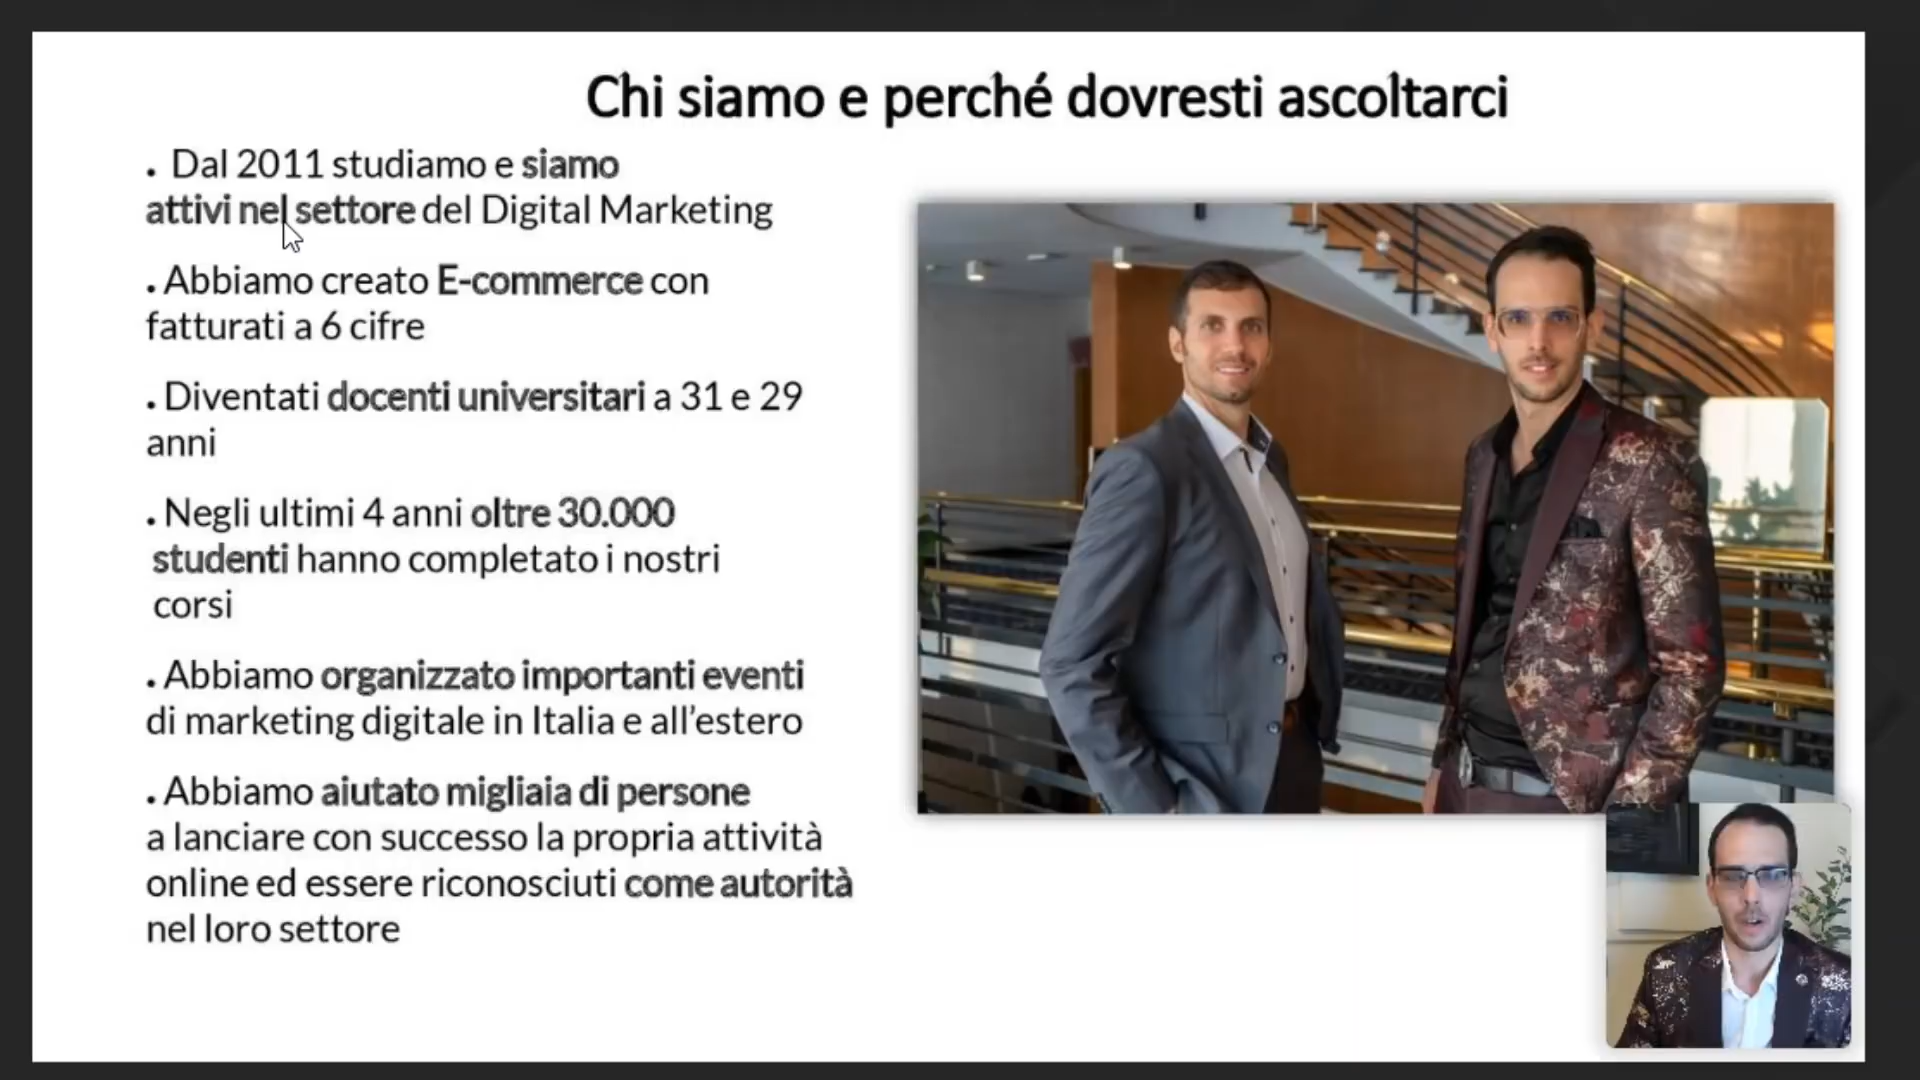 Chi siamo e perché dovresti ascoltarci
. Dal 2011 studiamo e siamo
attivi nel settore del Digital Marketing
. Abbiamo creato E-commerce con
fatturati a 6 cifre
. Diventati docenti universitari a 31 e 29
anni
. Negli ultimi 4 anni oltre 30.000
studenti hanno completato i nostri
corsi
. Abbiamo organizzato importanti eventi
di marketing digitale in Italia e all’estero
. Abbiamo aiutato migliaia di persone
a lanciare con successo la propria attività
online ed essere riconosciuti come autorità
nel loro settore